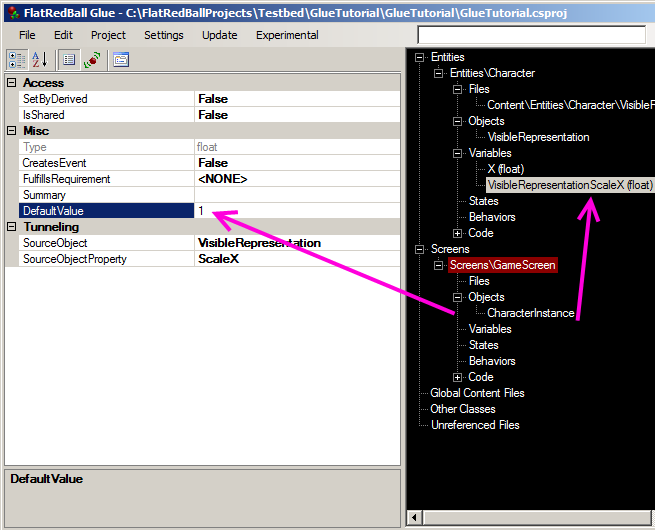 FlatRedBall Glue - C:\FlatRedBallProjects\Testbed\GlueTutorial\GlueTutorial\GlueTutorial.csproj
File Edit Project Settings Update Experimental
Access
SetByDerived False
IsShared False
Misc
Type float
CreatesEvent False
FulfillsRequirement <NONE>
Summary
DefaultValue 1
Tunneling
SourceObject VisibleRepresentation
SourceObjectProperty ScaleX
DefaultValue
Entities
Entities\Character
Files
Content\Entities\Character\VisibleR
Objects
VisibleRepresentation
Variables
X (float)
VisibleRepresentationScaleX (float)
States
Behaviors
Code
Screens
Screens\GameScreen
Files
Objects
CharacterInstance
Variables
States
Behaviors
Code
Global Content Files
Other Classes
Unreferenced Files